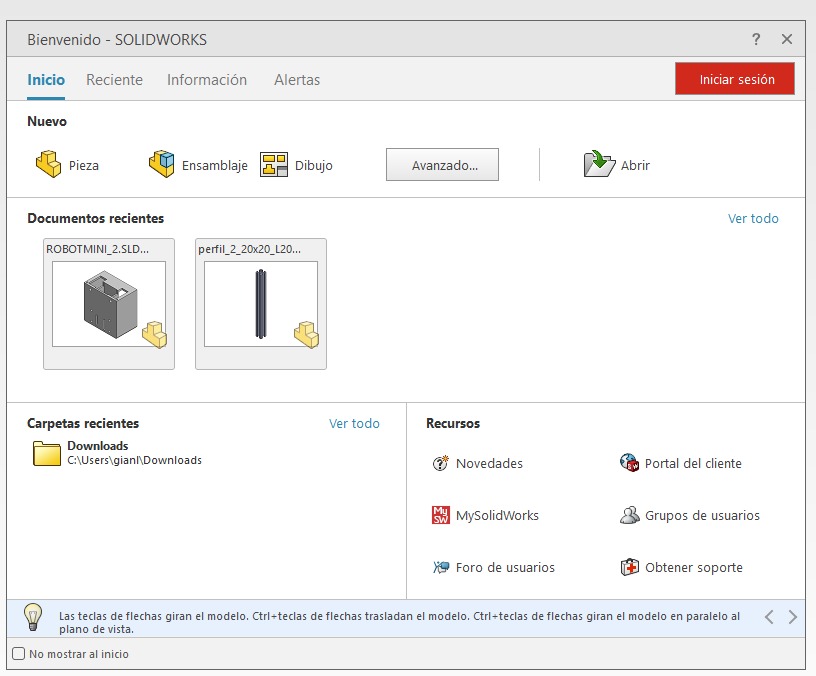 Bienvenido - SOLIDWORKS
?
Inicio Reciente Información Alertas
Iniciar sesión
Nuevo
Pieza Ensamblaje Dibujo Avanzado... Abrir
Documentos recientes Ver todo
ROBOTMINI_2.SLD... perfil_2_20x20_L20...
Carpetas recientes Ver todo
Downloads
C:\Users\gianl\Downloads
Recursos
Novedades Portal del cliente
MySolidWorks Grupos de usuarios
Foro de usuarios Obtener soporte
Las teclas de flechas giran el modelo. Ctrl+teclas de flechas trasladan el modelo. Ctrl+teclas de flechas giran el modelo en paralelo al
plano de vista.
No mostrar al inicio